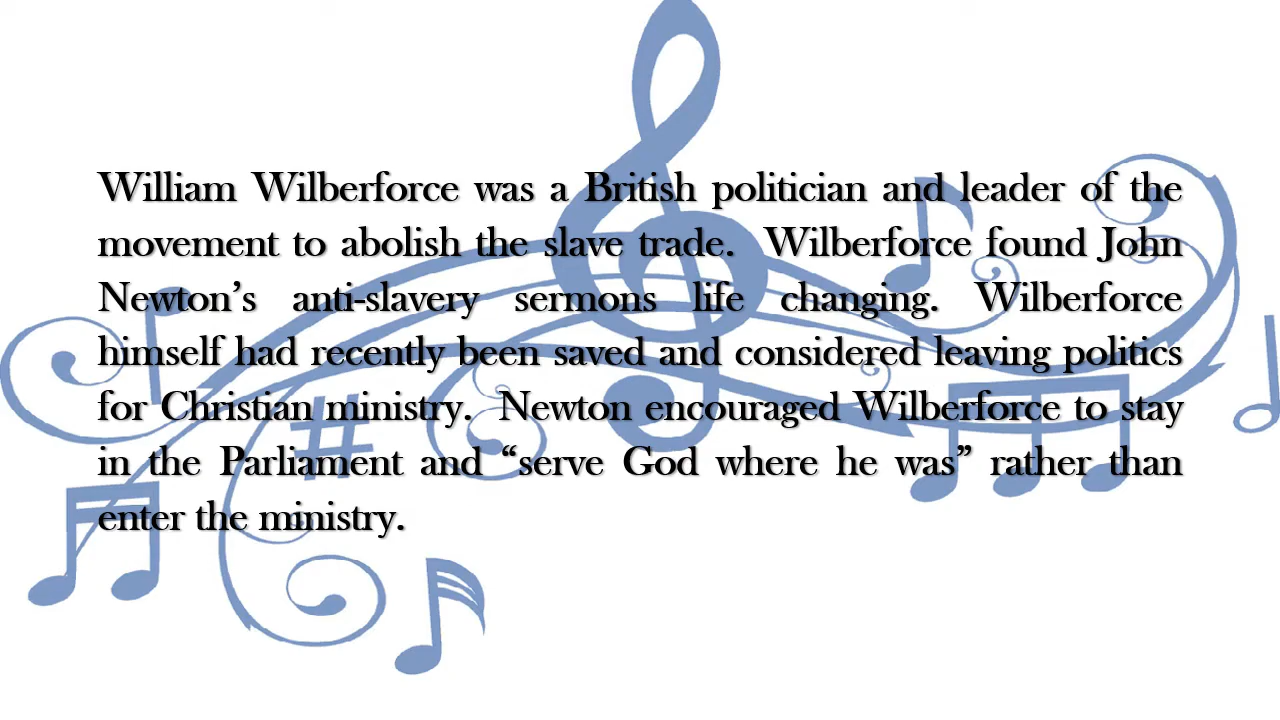 William Wilberforce was a British politician and leader of the
movement to abolish the slave trade.  Wilberforce found John
Newton’s anti-slavery sermons life changing.  Wilberforce
himself had recently been saved and considered leaving politics
for Christian ministry.  Newton encouraged Wilberforce to stay
in the Parliament and “serve God where he was” rather than
enter the ministry.